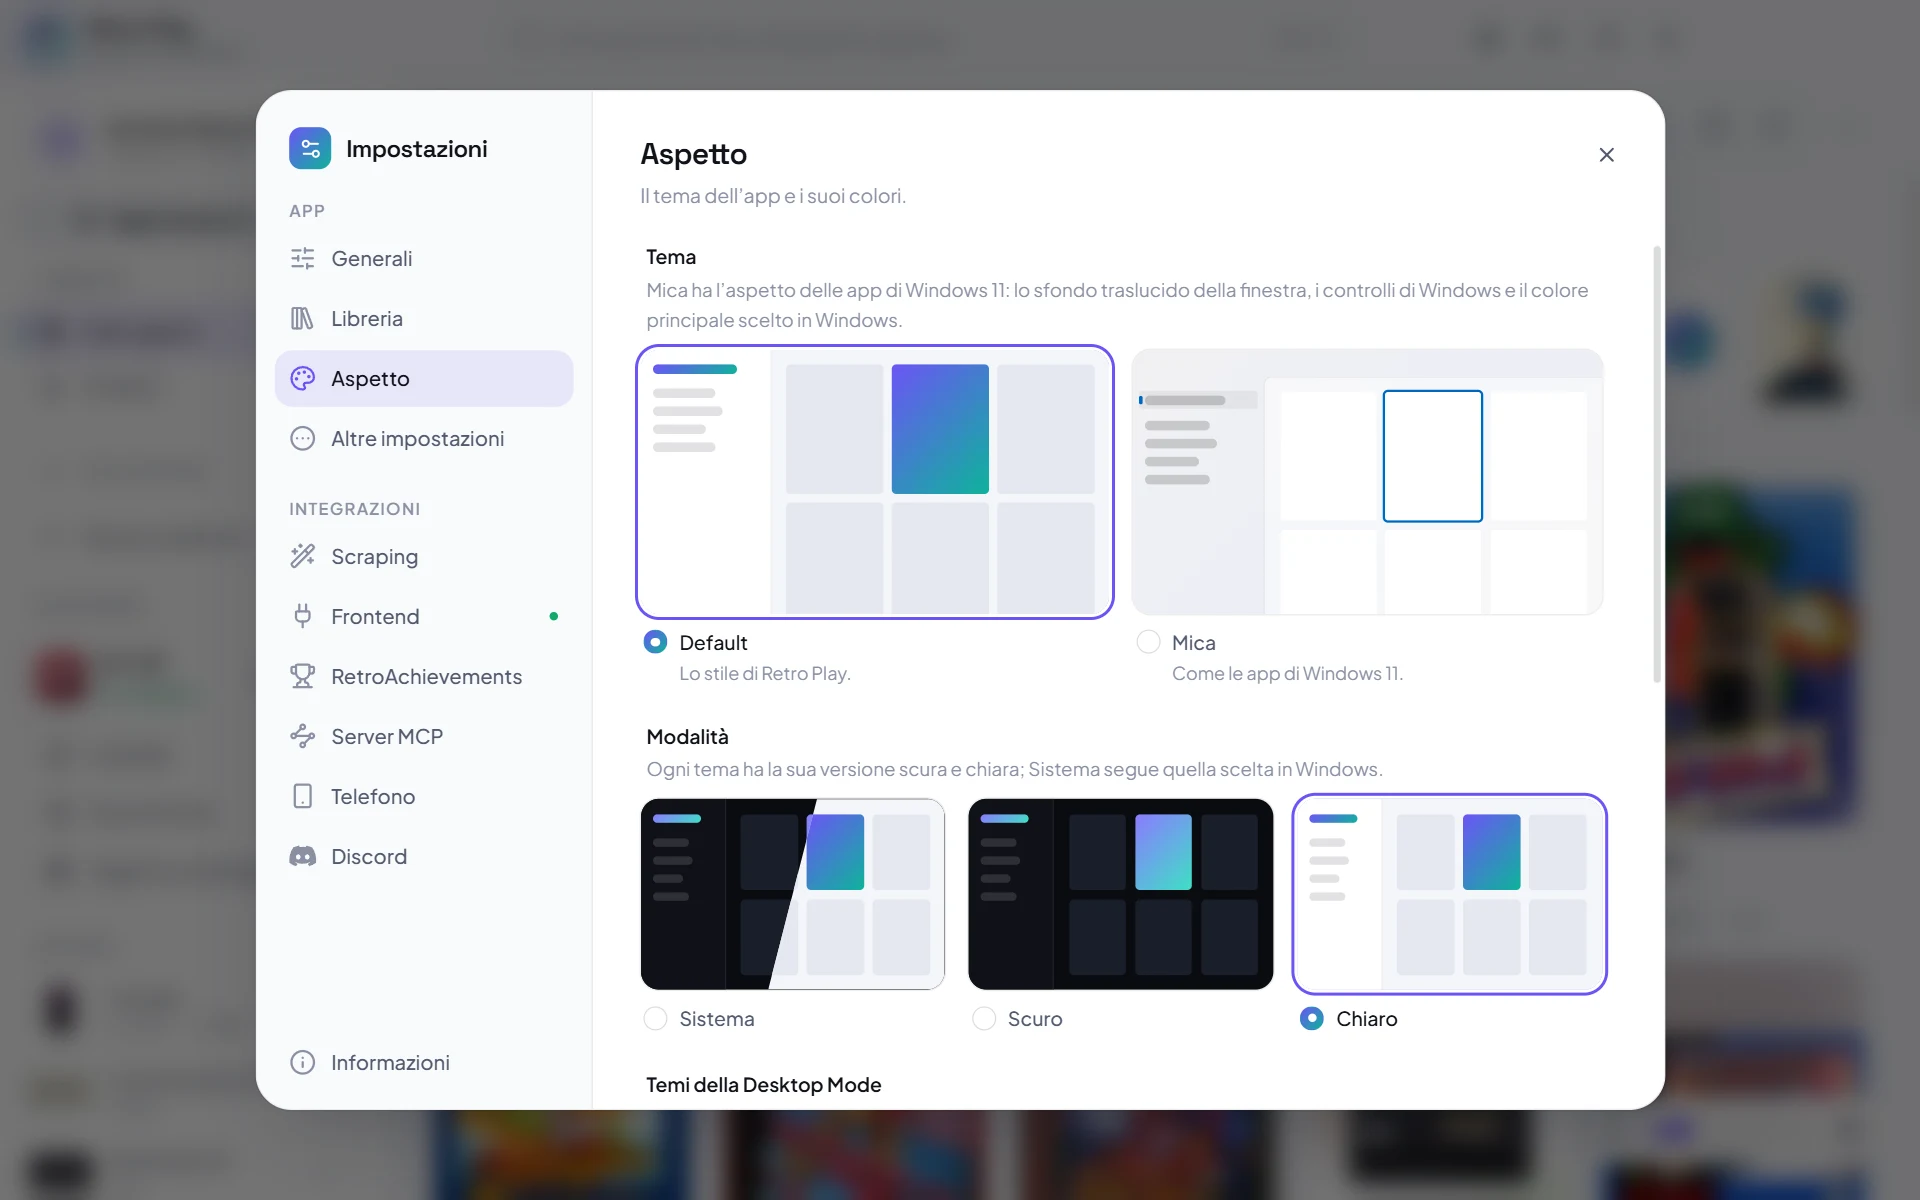 Impostazioni
APP
Generali
Libreria
Aspetto
Altre impostazioni
INTEGRAZIONI
Scraping
Frontend
RetroAchievements
Server MCP
Telefono
Discord
Informazioni
Aspetto
Il tema dell’app e i suoi colori.
Tema
Mica ha l’aspetto delle app di Windows 11: lo sfondo traslucido della finestra, i controlli di Windows e il colore
principale scelto in Windows.
Default
Lo stile di Retro Play.
Mica
Come le app di Windows 11.
Modalità
Ogni tema ha la sua versione scura e chiara; Sistema segue quella scelta in Windows.
Sistema
Scuro
Chiaro
Temi della Desktop Mode